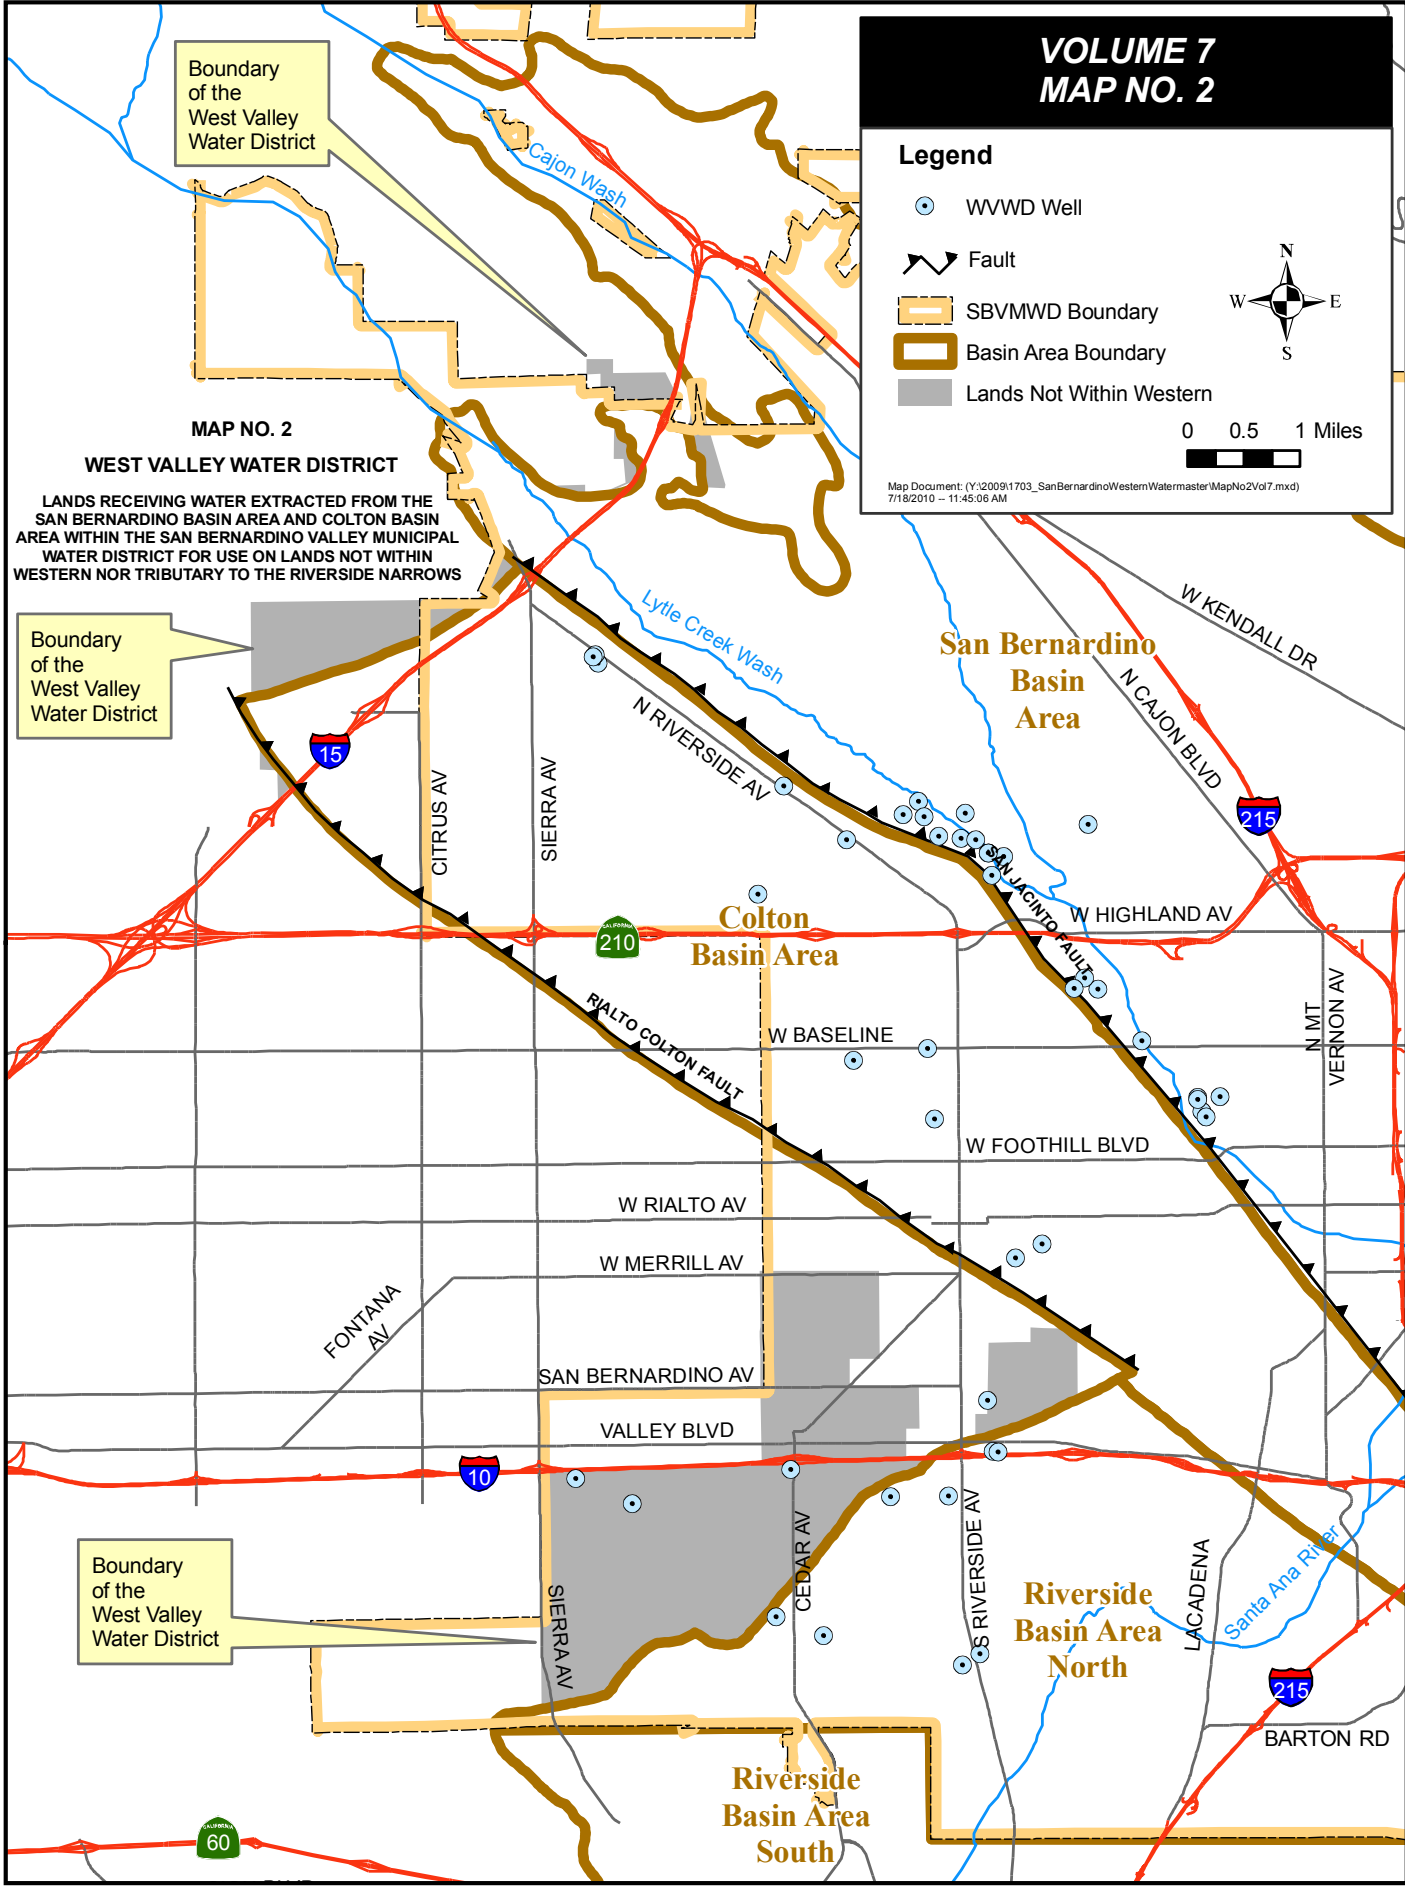 VOLUME 7
MAP NO. 2
Legend
WVWD Well
Fault
SBVMWD Boundary
Basin Area Boundary
Lands Not Within Western
N
W
E
S
0 0.5 1 Miles
Map Document: (Y:\2009\1703_SanBernardinoWesternWatermaster\MapNo2Vol7.mxd)
7/18/2010 -- 11:45:06 AM
Boundary
of the
West Valley
Water District
Cajon Wash
MAP NO. 2
WEST VALLEY WATER DISTRICT
LANDS RECEIVING WATER EXTRACTED FROM THE
SAN BERNARDINO BASIN AREA AND COLTON BASIN
AREA WITHIN THE SAN BERNARDINO VALLEY MUNICIPAL
WATER DISTRICT FOR USE ON LANDS NOT WITHIN
WESTERN NOR TRIBUTARY TO THE RIVERSIDE NARROWS
Boundary
of the
West Valley
Water District
Lytle Creek Wash
San Bernardino
Basin
Area
W KENDALL DR
N CAJON BLVD
N RIVERSIDE AV
15
CITRUS AV
SIERRA AV
215
SAN JACINTO FAULT
W HIGHLAND AV
Colton
Basin Area
CALIFORNIA
210
RIALTO COLTON FAULT
W BASELINE
N MT
VERNON AV
W FOOTHILL BLVD
W RIALTO AV
W MERRILL AV
FONTANA
AV
SAN BERNARDINO AV
VALLEY BLVD
10
CEDAR AV
S RIVERSIDE AV
LACADENA
Santa Ana River
Boundary
of the
West Valley
Water District
SIERRA AV
Riverside
Basin Area
North
215
BARTON RD
Riverside
Basin Area
South
CALIFORNIA
60